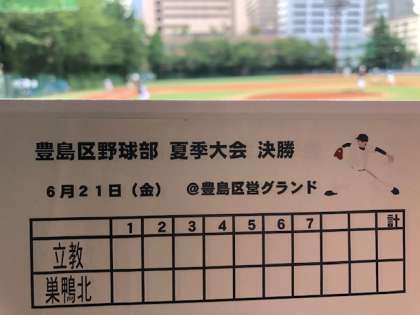 豊島区野球部 夏季大会 決勝
6月21日（金） @豊島区営グランド
1 2 3 4 5 6 7 計
立教
巣鴨北